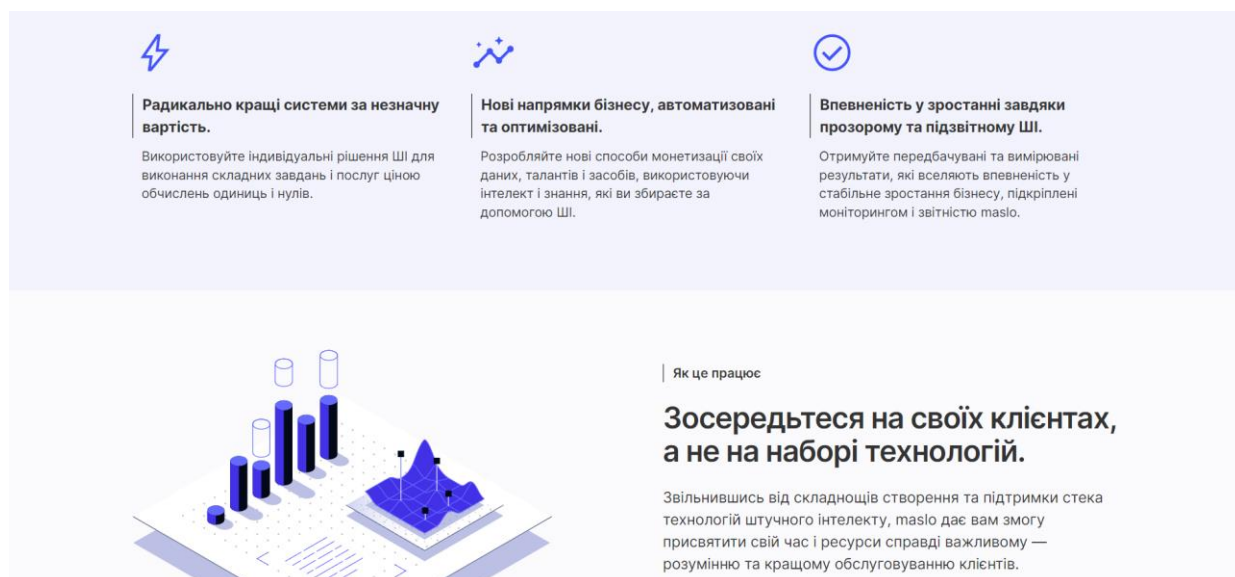 Радикально кращі системи за незначну
вартість.
Використовуйте індивідуальні рішення ШІ для
виконання складних завдань і послуг ціною
обчислень одиниць і нулів.
Нові напрямки бізнесу, автоматизовані
та оптимізовані.
Розробляйте нові способи монетизації своїх
даних, талантів і засобів, використовуючи
інтелект і знання, які ви збираєте за
допомогою ШІ.
Впевненість у зростанні завдяки
прозорому та підзвітному ШІ.
Отримуйте передбачувані та вимірювані
результати, які вселяють впевненість у
стабільне зростання бізнесу, підкріплені
моніторингом і звітністю maslo.
Як це працює
Зосередьтеся на своїх клієнтах,
а не на наборі технологій.
Звільнившись від складнощів створення та підтримки стека
технологій штучного інтелекту, maslo дає вам змогу
присвятити свій час і ресурси справді важливому —
розумінню та кращому обслуговуванню клієнтів.